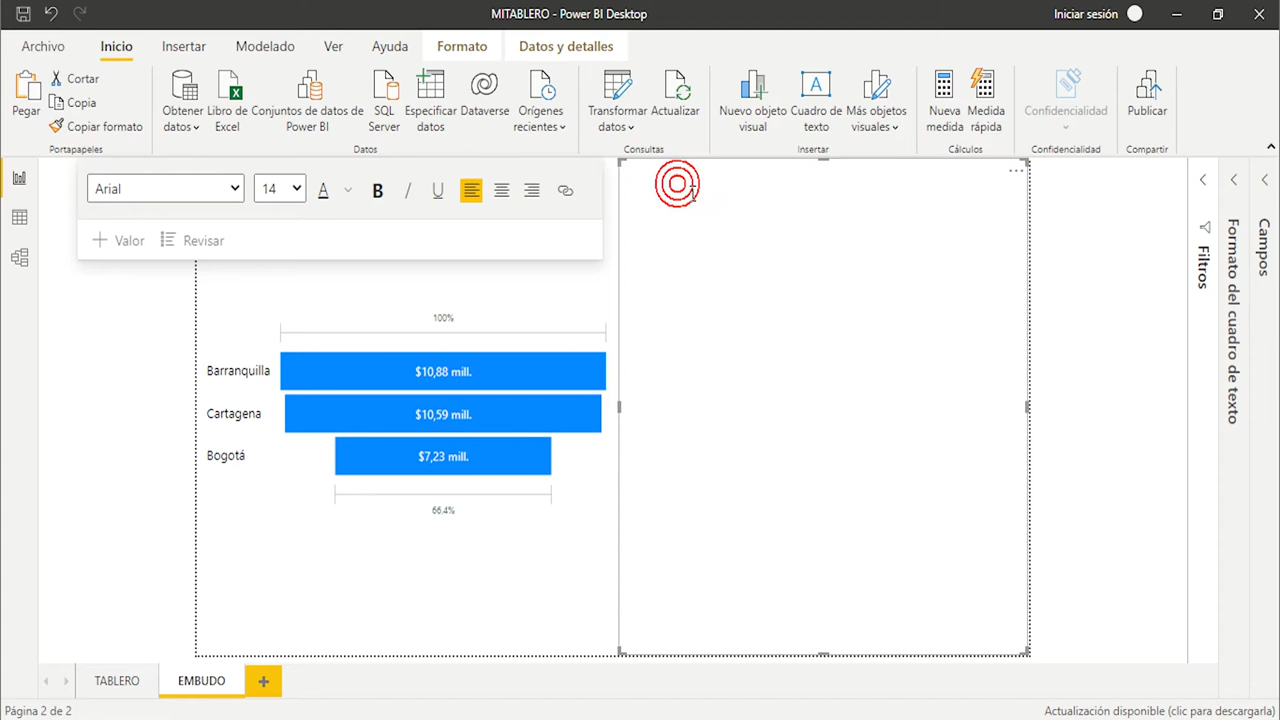 MITABLERO - Power BI Desktop
Iniciar sesión
Archivo Inicio Insertar Modelado Ver Ayuda Formato Datos y detalles
Pegar
Cortar
Copia
Copiar formato
Portapapeles
Obtener datos
Libro de Excel
Conjuntos de datos de Power BI
SQL Server
Especificar datos
Dataverse
Orígenes recientes
Datos
Transformar datos
Actualizar
Consultas
Nuevo objeto visual
Cuadro de texto
Más objetos visuales
Insertar
Nueva medida
Medida rápida
Cálculos
Confidencialidad
Confidencialidad
Publicar
Compartir
Arial
14
A
B
I
U
Valor
Revisar
100%
Barranquilla $10,88 mill.
Cartagena $10,59 mill.
Bogotá $7,23 mill.
66.4%
Filtros
Formato del cuadro de texto
Campos
TABLERO
EMBUDO
Página 2 de 2
Actualización disponible (clic para descargarla)